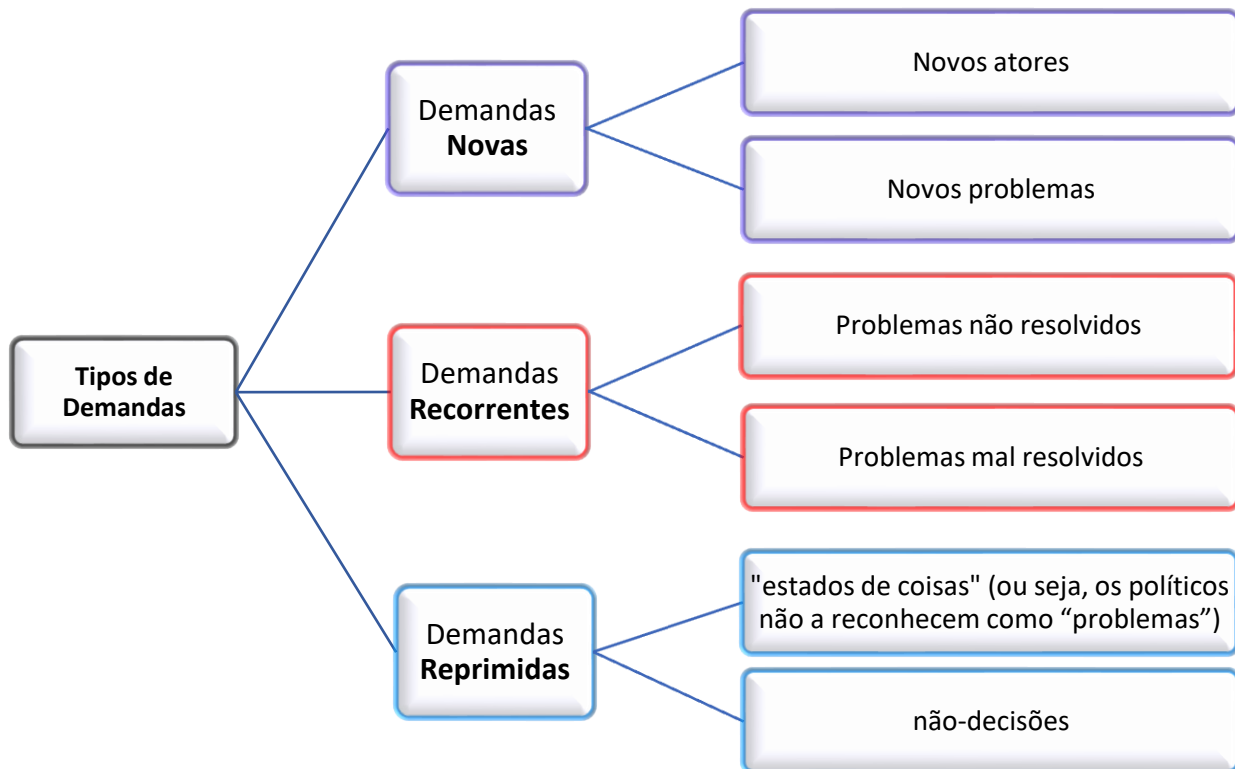 Tipos de
Demandas
Demandas
Novas
Novos atores
Novos problemas
Demandas
Recorrentes
Problemas não resolvidos
Problemas mal resolvidos
Demandas
Reprimidas
"estados de coisas" (ou seja, os políticos
não a reconhecem como “problemas”)
não-decisões